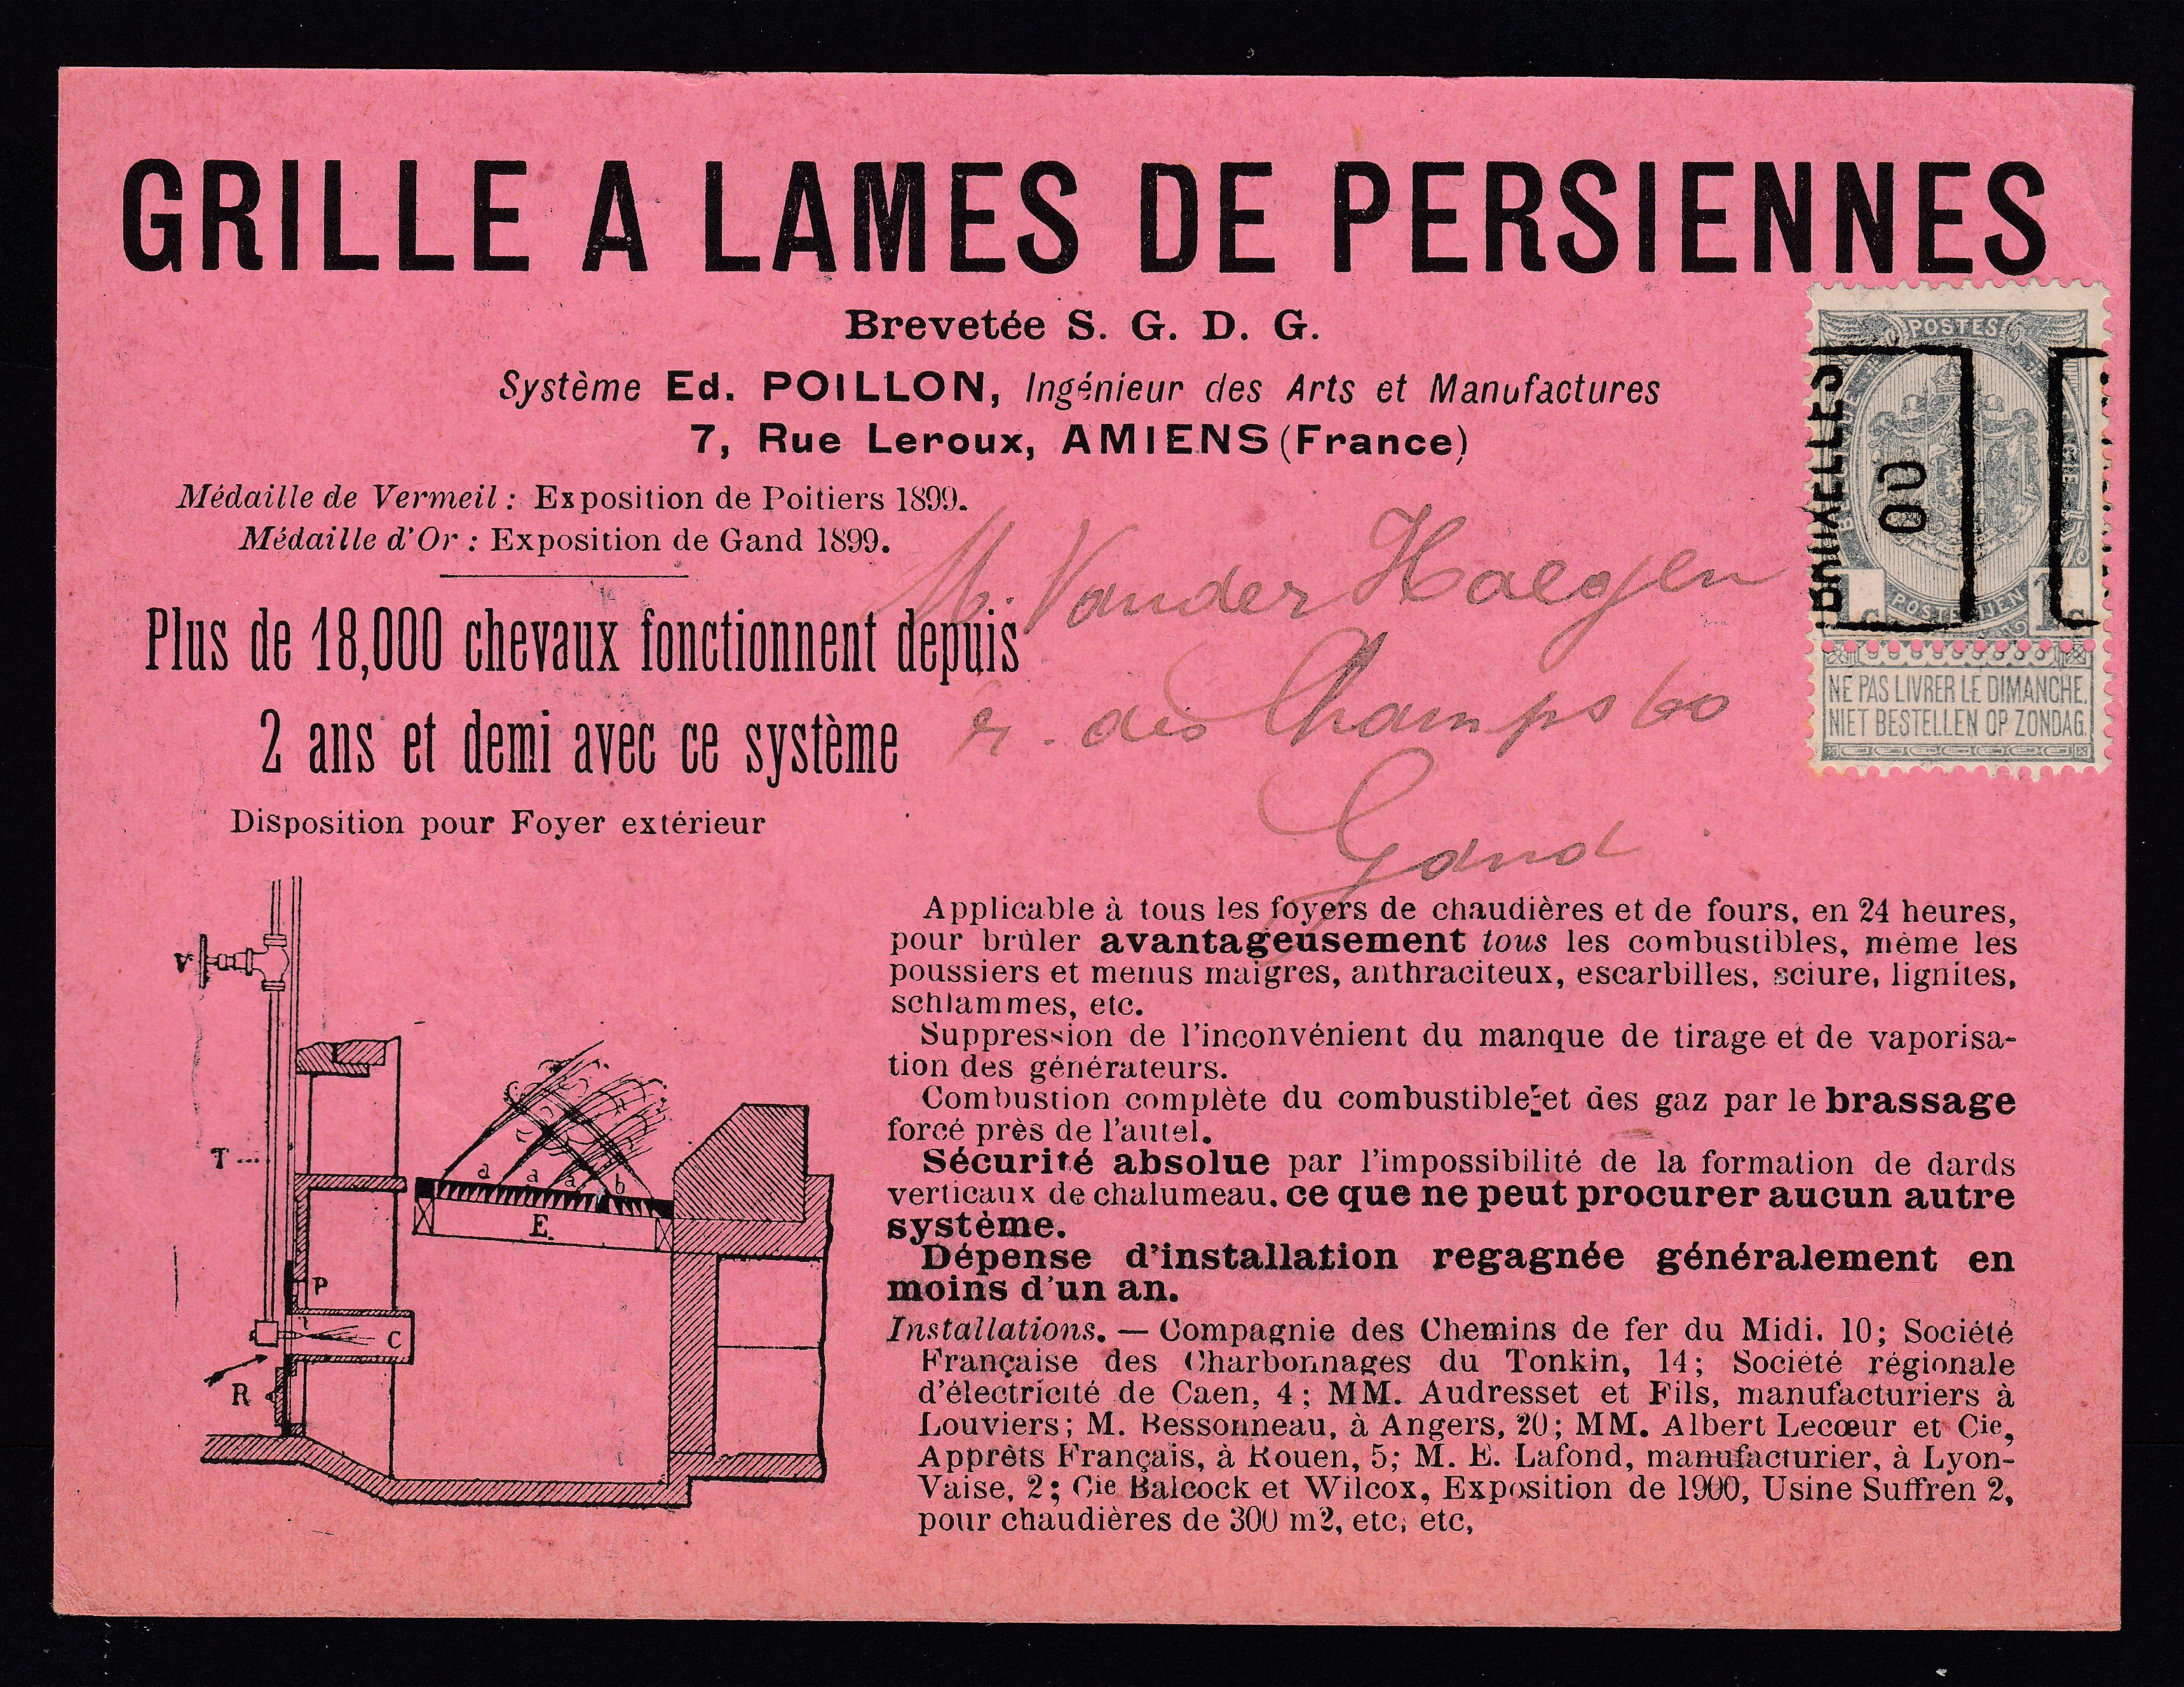 GRILLE A LAMES DE PERSIENNES
Brevetée S. G. D. G.
Système Ed. POILLON, Ingénieur des Arts et Manufactures
7, Rue Leroux, AMIENS (France)
Médaille de Vermeil : Exposition de Poitiers 1899.
Médaille d'Or : Exposition de Gand 1899.
Plus de 18,000 chevaux fonctionnent depuis
2 ans et demi avec ce système
Disposition pour Foyer extérieur
M. Vander Haegen
r. des Champs 60
Gand
POSTES
BRUXELLES
00
POSTERIJEN
1 c 1 c
NE PAS LIVRER LE DIMANCHE.
NIET BESTELLEN OP ZONDAG.
V
T
a a a b
E.
P
t
C
R
Applicable à tous les foyers de chaudières et de fours, en 24 heures,
pour brûler avantageusement tous les combustibles, même les
poussiers et menus maigres, anthraciteux, escarbilles, sciure, lignites,
schlammes, etc.
Suppression de l'inconvénient du manque de tirage et de vaporisa-
tion des générateurs.
Combustion complète du combustible et des gaz par le brassage
forcé près de l'autel.
Sécurité absolue par l'impossibilité de la formation de dards
verticaux de chalumeau, ce que ne peut procurer aucun autre
système.
Dépense d'installation regagnée généralement en
moins d'un an.
Installations. — Compagnie des Chemins de fer du Midi. 10; Société
Française des Charbonnages du Tonkin, 14; Société régionale
d'électricité de Caen, 4; MM. Audresset et Fils, manufacturiers à
Louviers; M. Bessonneau, à Angers, 20; MM. Albert Lecœur et Cie,
Apprêts Français, à Rouen, 5; M. E. Lafond, manufacturier, à Lyon-
Vaise, 2; Cie Balcock et Wilcox, Exposition de 1900, Usine Suffren 2,
pour chaudières de 300 m2, etc, etc,